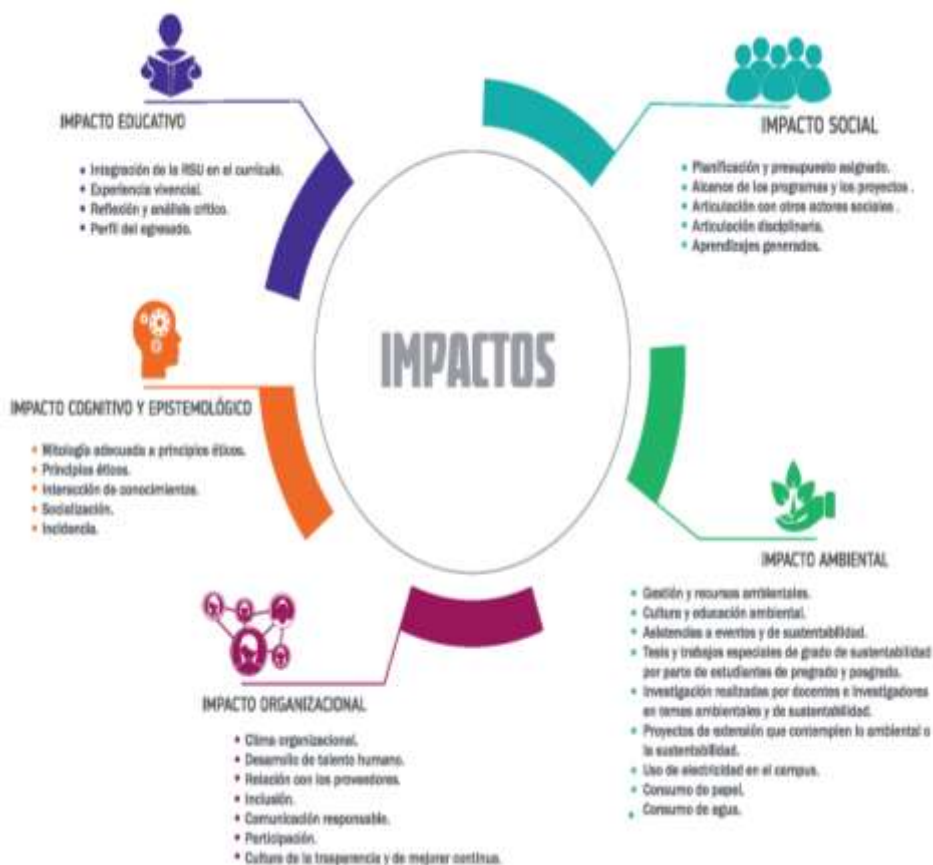 IMPACTO EDUCATIVO
• Integración de la RSU en el currículo.
• Experiencia vivencial.
• Reflexión y análisis crítico.
• Perfil del egresado.
IMPACTO SOCIAL
• Planificación y presupuesto asignado.
• Alcance de los programas y los proyectos .
• Articulación con otros actores sociales .
• Articulación disciplinaria.
• Aprendizajes generados.
IMPACTOS
IMPACTO COGNITIVO Y EPISTEMOLÓGICO
• Mitología adecuada a principios éticos.
• Principios éticos.
• Interacción de conocimientos.
• Socialización.
• Incidencia.
IMPACTO AMBIENTAL
• Gestión y recursos ambientales.
• Cultura y educación ambiental.
• Asistencias a eventos y de sustentabilidad.
• Tesis y trabajos especiales de grado de sustentabilidad
por parte de estudiantes de pregrado y posgrado.
• Investigación realizadas por docentes e investigadores
en temas ambientales y de sustentabilidad.
• Proyectos de extensión que contemplen lo ambiental o
la sustentabilidad.
• Uso de electricidad en el campus.
• Consumo de papel.
• Consumo de agua.
IMPACTO ORGANIZACIONAL
• Clima organizacional.
• Desarrollo de talento humano.
• Relación con los proveedores.
• Inclusión.
• Comunicación responsable.
• Participación.
• Cultura de la trasparencia y de mejorar continua.